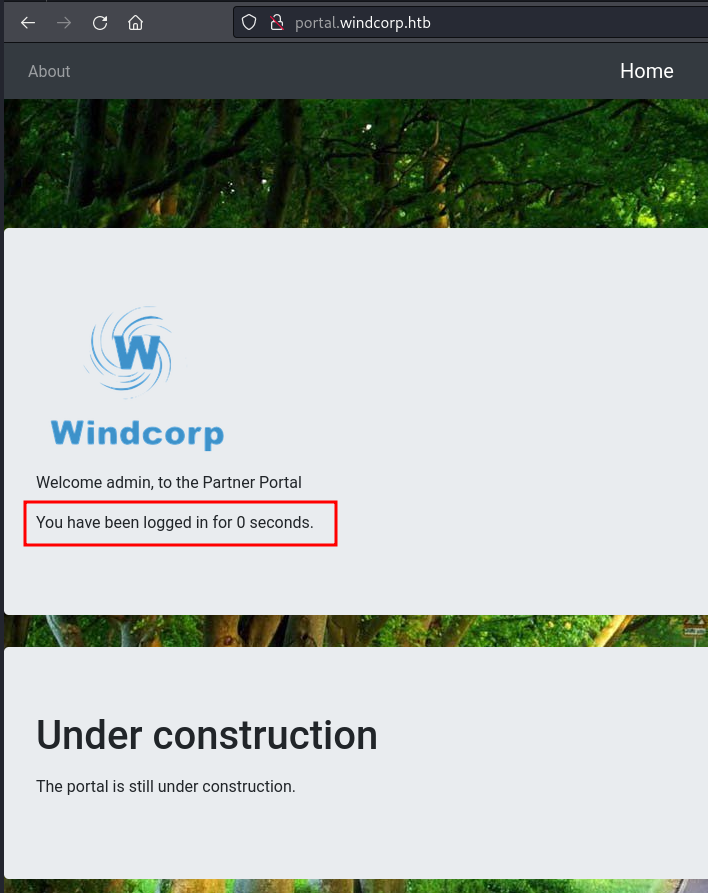 portal.windcorp.htb
About
Home
W
Windcorp
Welcome admin, to the Partner Portal
You have been logged in for 0 seconds.
Under construction
The portal is still under construction.